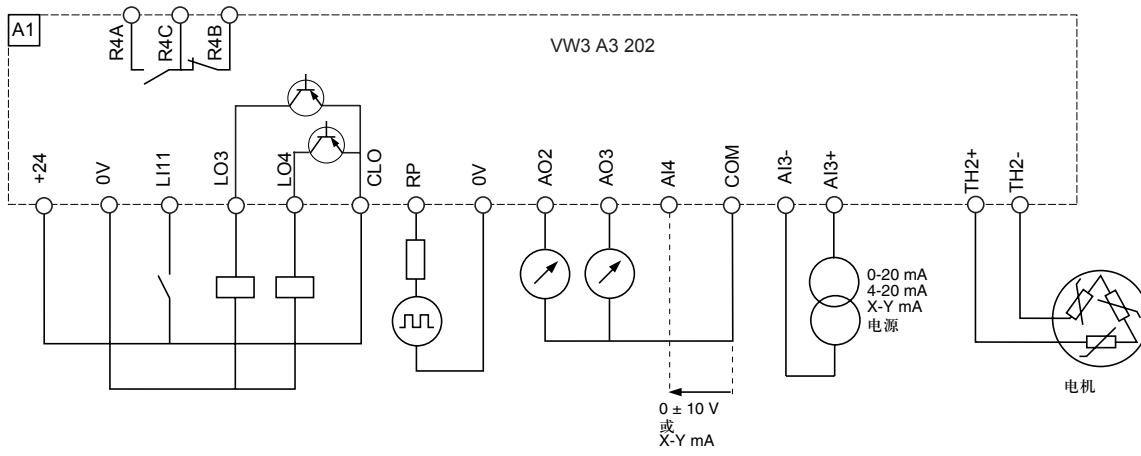 A1
R4A
R4C
R4B
VW3 A3 202
+24
0V
LI11
LO3
LO4
CLO
RP
0V
AO2
AO3
AI4
COM
AI3-
AI3+
TH2+
TH2-
0-20 mA
4-20 mA
X-Y mA
电源
0 ± 10 V
或
X-Y mA
电机